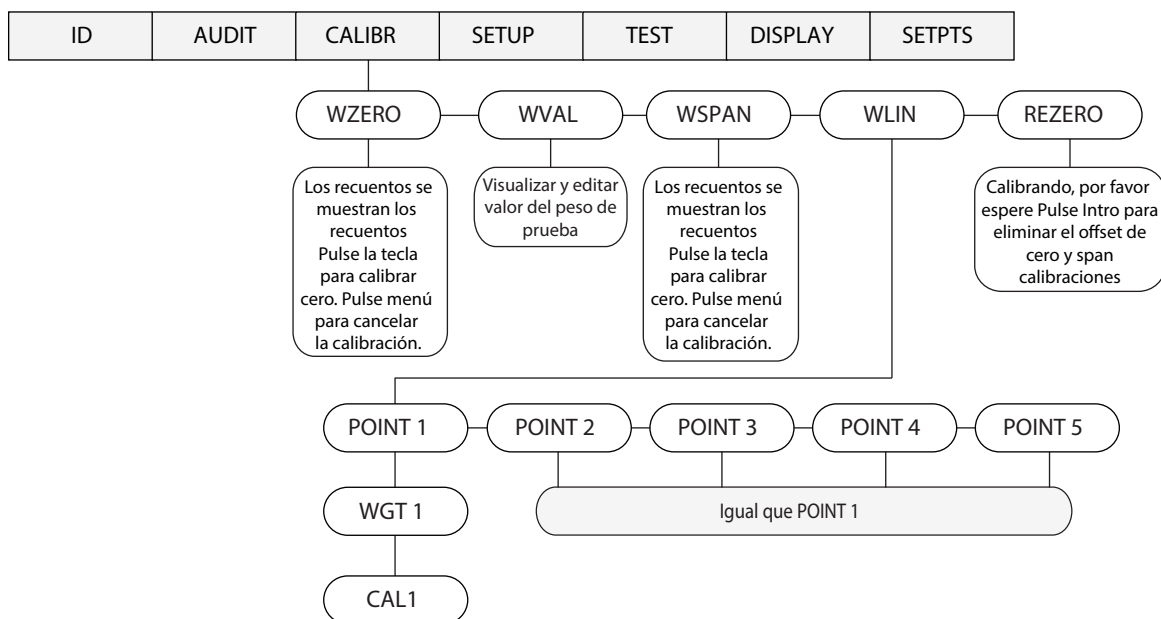 ID AUDIT CALIBR SETUP TEST DISPLAY SETPTS
WZERO WVAL WSPAN WLIN REZERO
Los recuentos se
muestran los
recuentos
Pulse la tecla
para calibrar
cero. Pulse menú
para cancelar
la calibración.
Visualizar y editar
valor del peso de
prueba
Los recuentos se
muestran los
recuentos
Pulse la tecla
para calibrar
cero. Pulse menú
para cancelar
la calibración.
Calibrando, por favor
espere Pulse Intro para
eliminar el offset de
cero y span
calibraciones
POINT 1 POINT 2 POINT 3 POINT 4 POINT 5
WGT 1
Igual que POINT 1
CAL1